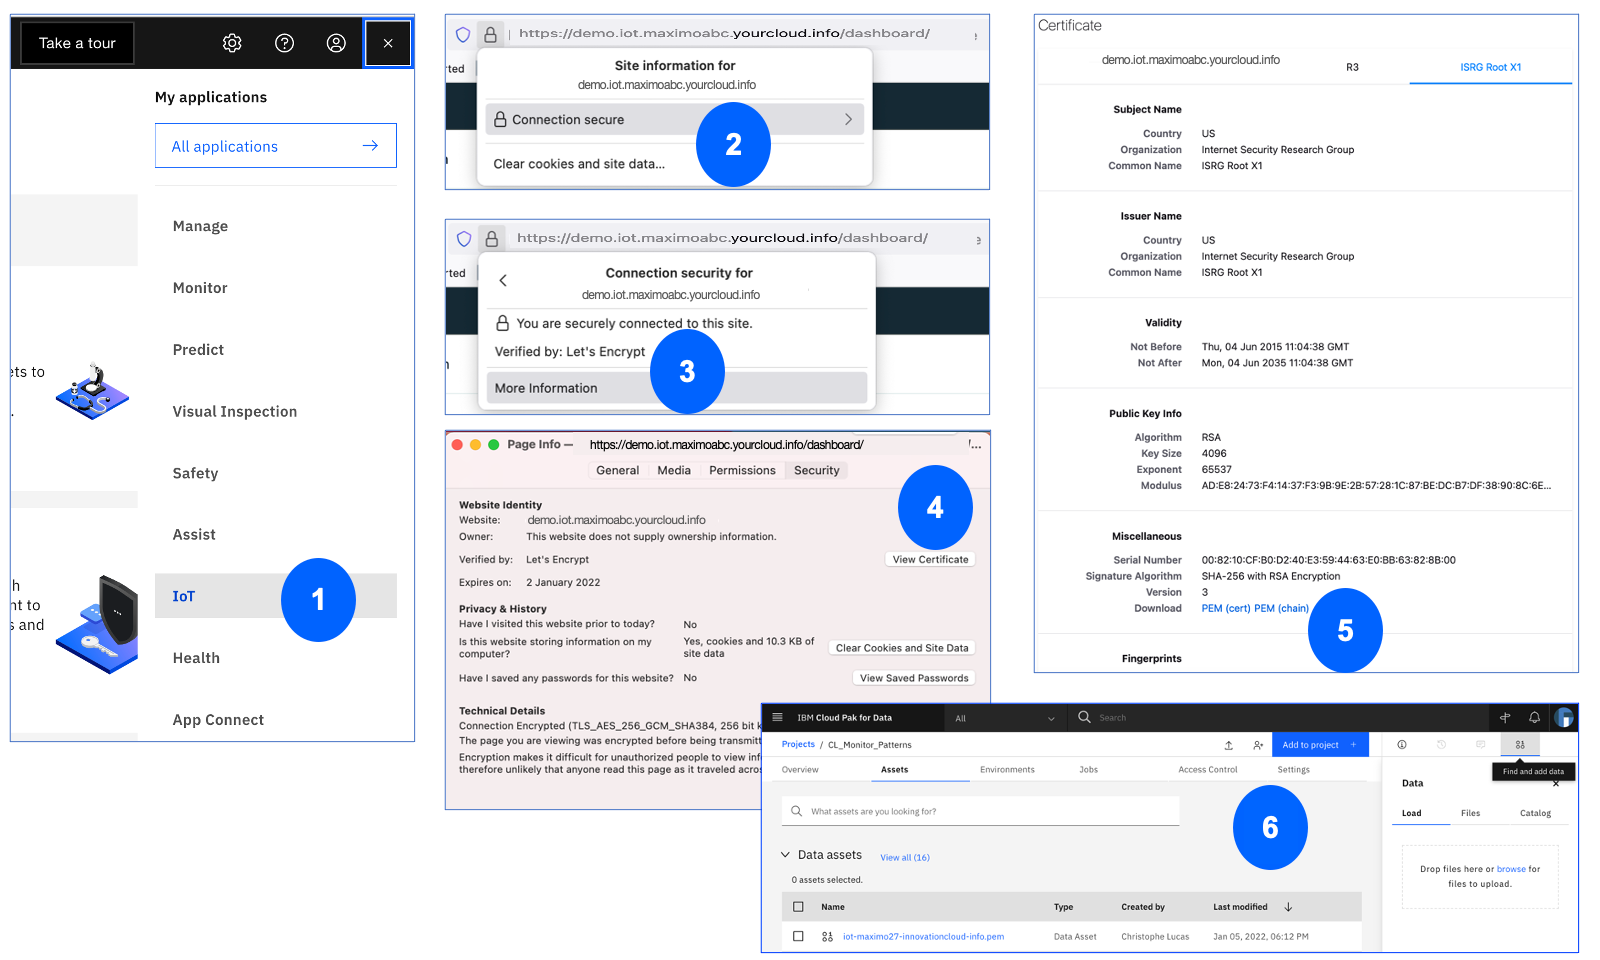 Take a tour
My applications
All applications
Manage
Monitor
Predict
ets to
Visual Inspection
Safety
Assist
nt to
s and
IoT
1
Health
App Connect
https://demo.iot.maximoabc.yourcloud.info/dashboard/
rted
Site information for
demo.iot.maximoabc.yourcloud.info
Connection secure
2
Clear cookies and site data...
https://demo.iot.maximoabc.yourcloud.info/dashboard/
rted
Connection security for
demo.iot.maximoabc.yourcloud.info
You are securely connected to this site.
Verified by: Let's Encrypt
3
More Information
Page Info — https://demo.iot.maximoabc.yourcloud.info/dashboard/ /...
General Media Permissions Security
4
Website Identity
Website: demo.iot.maximoabc.yourcloud.info
Owner: This website does not supply ownership information.
Verified by: Let's Encrypt View Certificate
Expires on: 2 January 2022
Privacy & History
Have I visited this website prior to today? No
Is this website storing information on my computer? Yes, cookies and 10.3 KB of site data Clear Cookies and Site Data
Have I saved any passwords for this website? No View Saved Passwords
Technical Details
Connection Encrypted (TLS_AES_256_GCM_SHA384, 256 bit k
The page you are viewing was encrypted before being transmitt
Encryption makes it difficult for unauthorized people to view inf
therefore unlikely that anyone read this page as it traveled acros
Certificate
demo.iot.maximoabc.yourcloud.info R3 ISRG Root X1
Subject Name
Country US
Organization Internet Security Research Group
Common Name ISRG Root X1
Issuer Name
Country US
Organization Internet Security Research Group
Common Name ISRG Root X1
Validity
Not Before Thu, 04 Jun 2015 11:04:38 GMT
Not After Mon, 04 Jun 2035 11:04:38 GMT
Public Key Info
Algorithm RSA
Key Size 4096
Exponent 65537
Modulus AD:E8:24:73:F4:14:37:F3:9B:9E:2B:57:28:1C:87:BE:DC:B7:DF:38:90:8C:6E...
Miscellaneous
Serial Number 00:82:10:CF:B0:D2:40:E3:59:44:63:E0:BB:63:82:8B:00
Signature Algorithm SHA-256 with RSA Encryption
Version 3
Download PEM (cert) PEM (chain)
5
Fingerprints
IBM Cloud Pak for Data All Search
Projects / CL_Monitor_Patterns Add to project +
Overview Assets Environments Jobs Access Control Settings
Find and add data
Data
6
What assets are you looking for?
Load Files Catalog
Data assets View all (16)
0 assets selected.
Drop files here or browse for
files to upload.
Name Type Created by Last modified
iot-maximo27-innovationcloud-info.pem Data Asset Christophe Lucas Jan 05, 2022, 06:12 PM